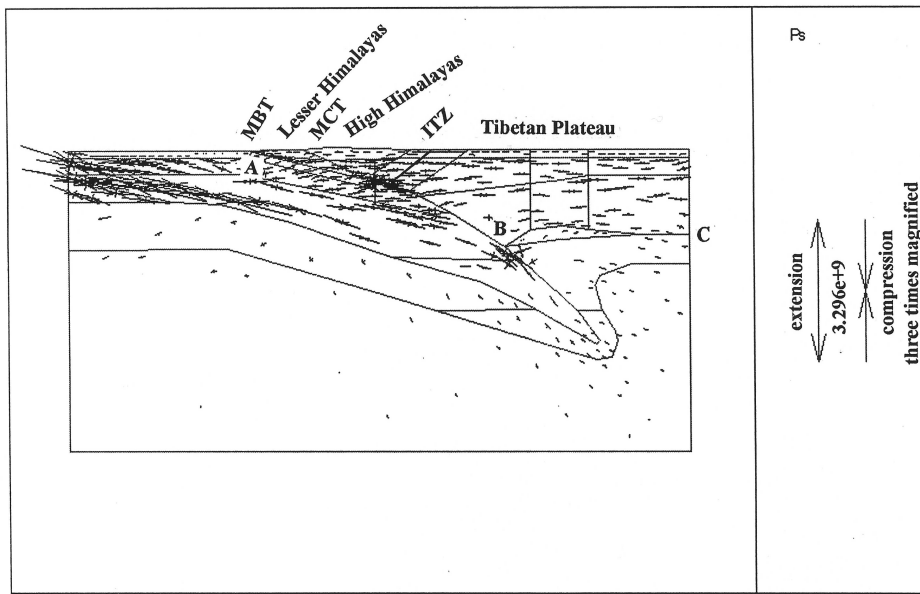 MBT
Lesser Himalayas
MCT
High Himalayas
ITZ
Tibetan Plateau
A
B
C
Ps
extension
3.296e+9
compression
three times magnified